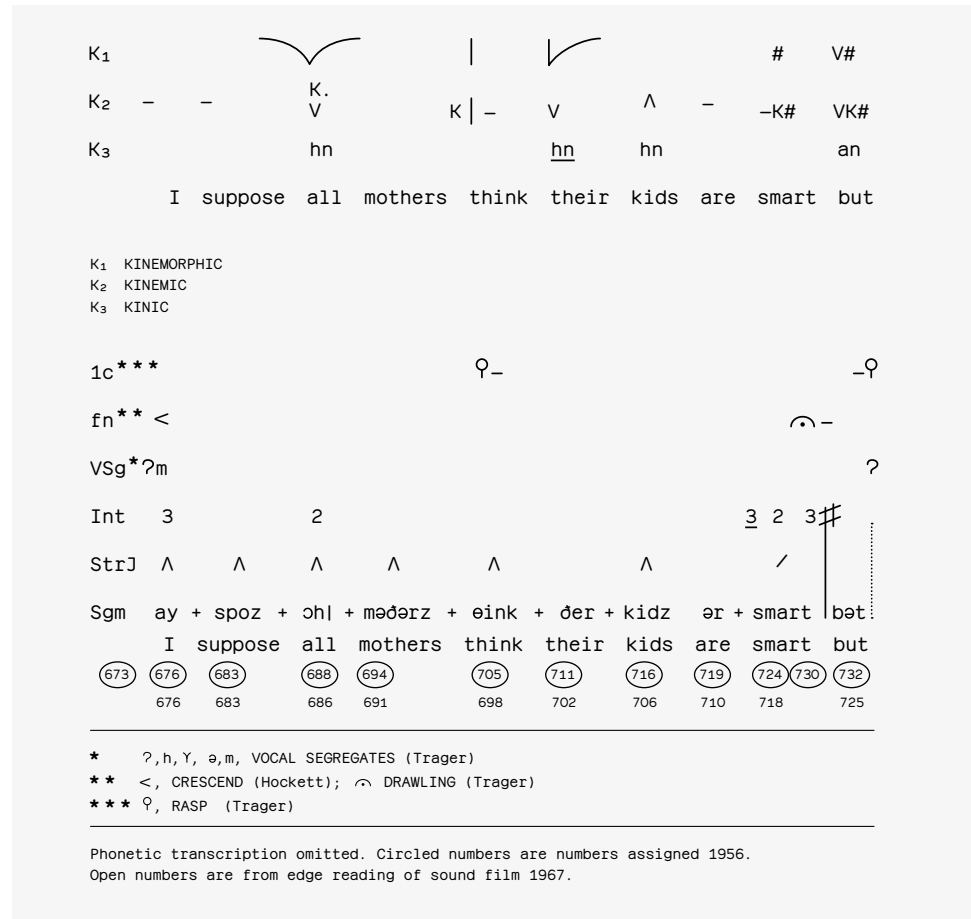 K₁ | | # V#
K₂ – – K. V K | – V Λ – –K# VK#
K₃ hn hn hn an
I suppose all mothers think their kids are smart but
K₁ KINEMORPHIC
K₂ KINEMIC
K₃ KINIC
1c*** ⚲– –⚲
fn** < 𝄐 –
VSg*ʔm ʔ
Int 3 2 3 2 3 #
StrJ Λ Λ Λ Λ Λ Λ /
Sgm ay + spoz + ɔh| + məðərz + ɵink + ðer + kidz ər + smart | bət
I suppose all mothers think their kids are smart but
673 676 683 688 694 705 711 716 719 724 730 732
676 683 686 691 698 702 706 710 718 725
* ʔ,h,ϒ, ə,m, VOCAL SEGREGATES (Trager)
** <, CRESCEND (Hockett); 𝄐 DRAWLING (Trager)
*** ⚲, RASP (Trager)
Phonetic transcription omitted. Circled numbers are numbers assigned 1956.
Open numbers are from edge reading of sound film 1967.